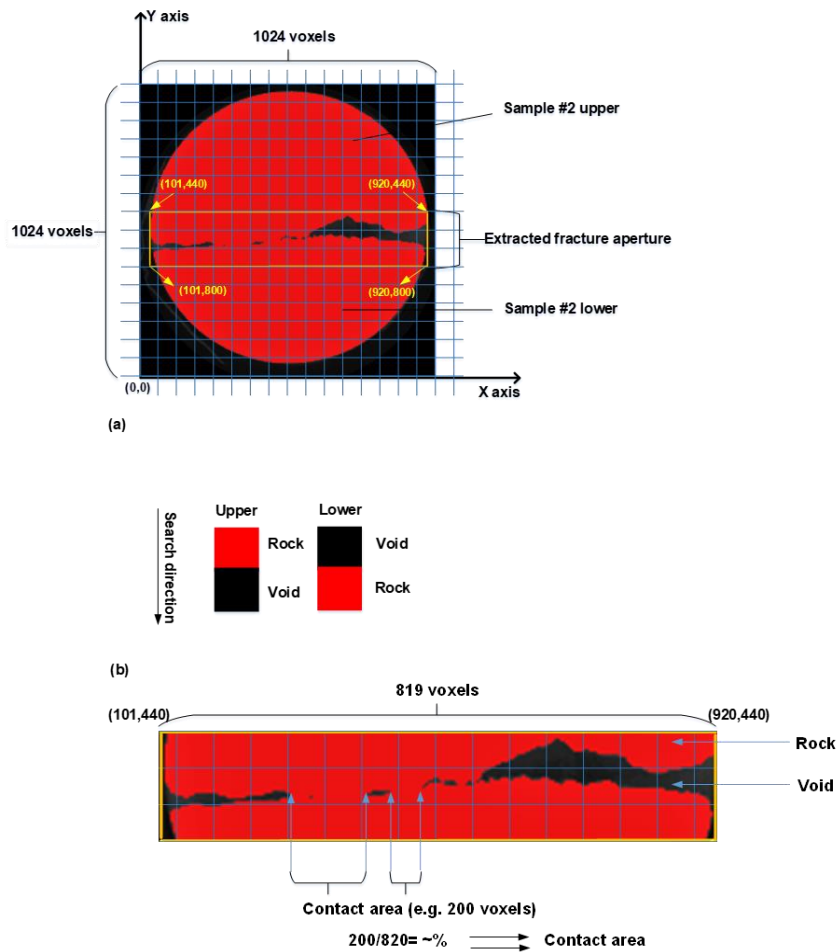 Y axis
1024 voxels
Sample #2 upper
(101,440)
(920,440)
1024 voxels
Extracted fracture aperture
(101,800)
(920,800)
Sample #2 lower
(0,0)
X axis
(a)
Search direction
Upper
Lower
Rock
Void
Void
Rock
(b)
819 voxels
(101,440)
(920,440)
Rock
Void
Contact area (e.g. 200 voxels)
200/820= ~%
Contact area